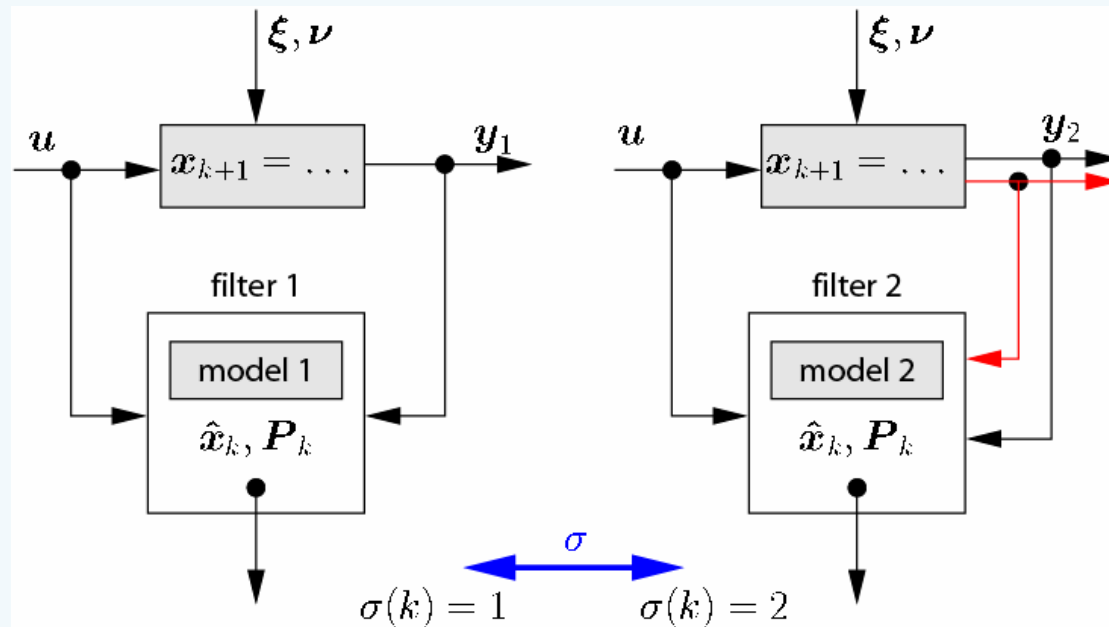 ξ, ν
u
x_{k+1} = ...
y_1
filter 1
model 1
x̂_k, P_k
σ(k) = 1
ξ, ν
u
x_{k+1} = ...
y_2
filter 2
model 2
x̂_k, P_k
σ
σ(k) = 2